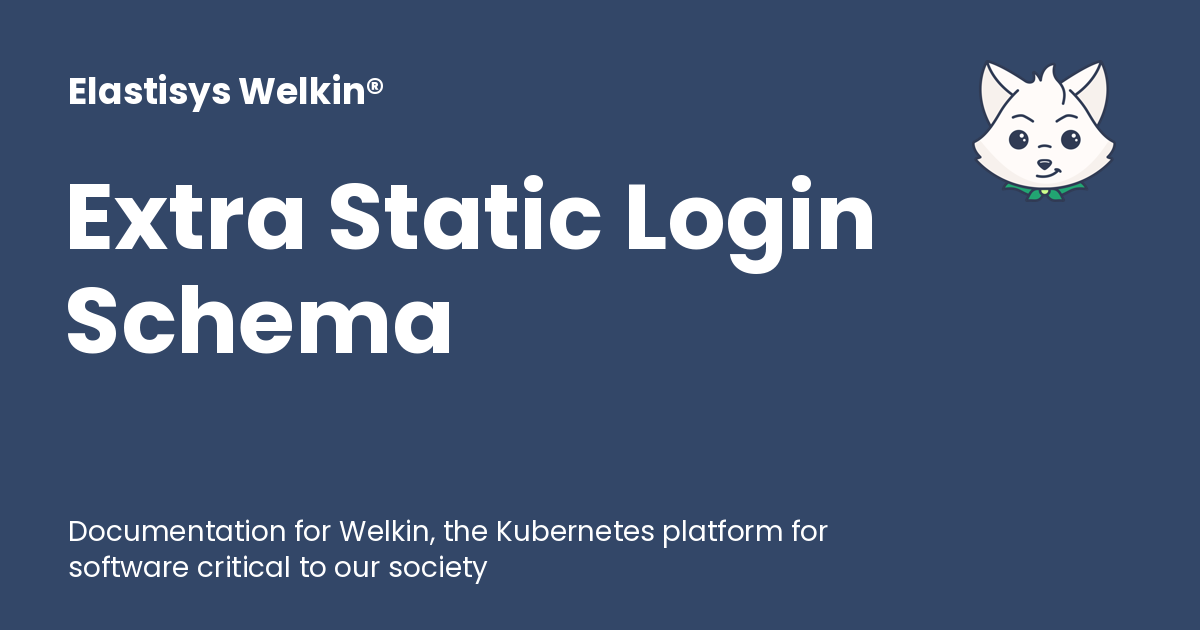 Elastisys Welkin®
Extra Static Login
Schema
Documentation for Welkin, the Kubernetes platform for
software critical to our society